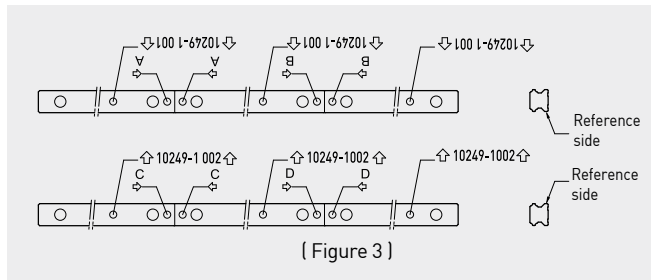 10249-1 001 10249-1 001 10249-1 001
A A B B
Reference
side
10249-1 002 10249-1002 10249-1002
C C D D
Reference
side
( Figure 3 )